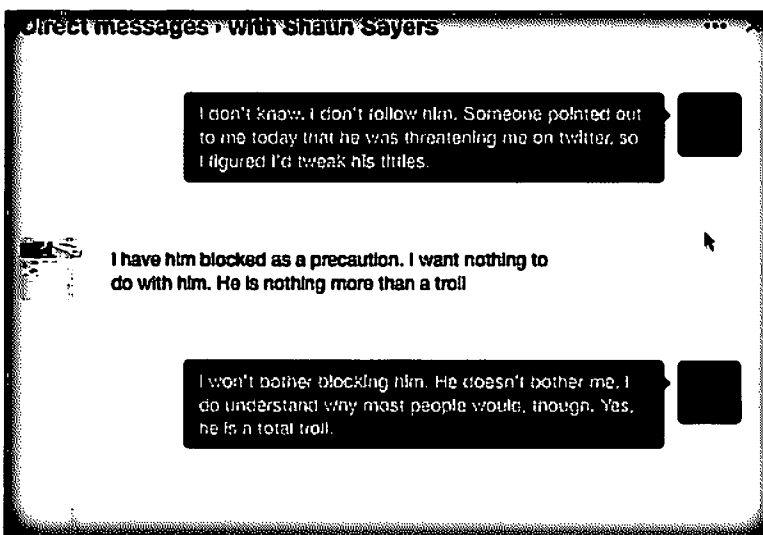 Direct messages › with Shaun Sayers
I don't know. I don't follow him. Someone pointed out
to me today that he was threatening me on twitter, so
I figured I'd tweak his titties.
I have him blocked as a precaution. I want nothing to
do with him. He is nothing more than a troll
I won't bother blocking him. He doesn't bother me. I
do understand why most people would, though. Yes,
he is a total troll.